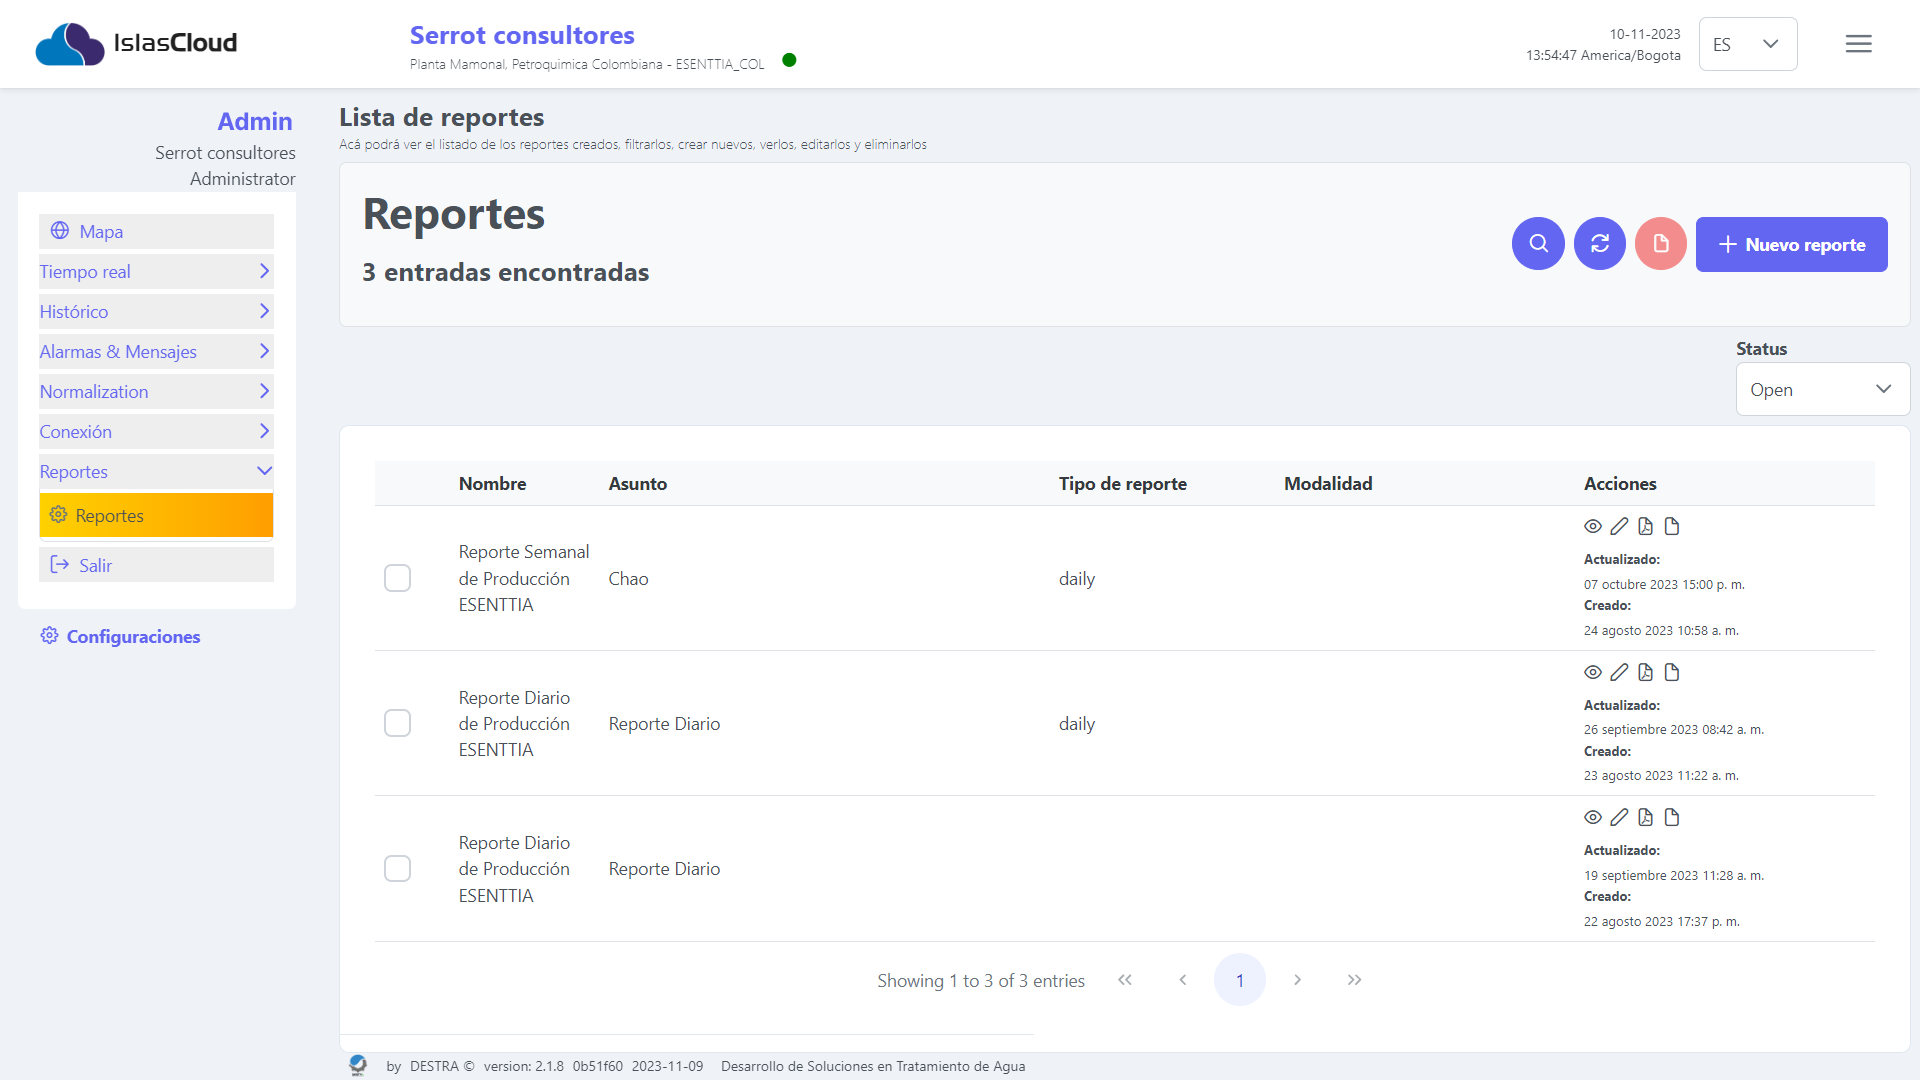 IslasCloud
Serrot consultores
Planta Mamonal, Petroquimica Colombiana - ESENTTIA_COL
10-11-2023
13:54:47 America/Bogota
ES
Admin
Serrot consultores
Administrator
Mapa
Tiempo real
Histórico
Alarmas & Mensajes
Normalization
Conexión
Reportes
Reportes
Salir
Configuraciones
Lista de reportes
Acá podrá ver el listado de los reportes creados, filtrarlos, crear nuevos, verlos, editarlos y eliminarlos
Reportes
3 entradas encontradas
Nuevo reporte
Status
Open
Nombre Asunto Tipo de reporte Modalidad Acciones
Reporte Semanal
de Producción
ESENTTIA
Chao
daily
Actualizado:
07 octubre 2023 15:00 p. m.
Creado:
24 agosto 2023 10:58 a. m.
Reporte Diario
de Producción
ESENTTIA
Reporte Diario
daily
Actualizado:
26 septiembre 2023 08:42 a. m.
Creado:
23 agosto 2023 11:22 a. m.
Reporte Diario
de Producción
ESENTTIA
Reporte Diario
Actualizado:
19 septiembre 2023 11:28 a. m.
Creado:
22 agosto 2023 17:37 p. m.
Showing 1 to 3 of 3 entries
1
by DESTRA © version: 2.1.8 0b51f60 2023-11-09 Desarrollo de Soluciones en Tratamiento de Agua